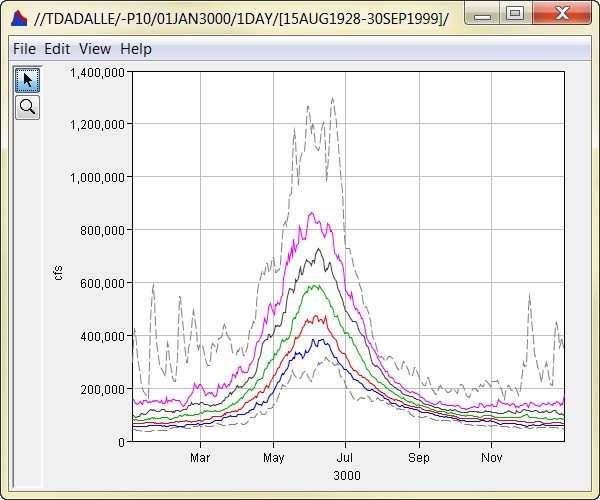 //TDADALLE/-P10/01JAN3000/1DAY/[15AUG1928-30SEP1999]/
File Edit View Help
1,400,000
1,200,000
1,000,000
800,000
600,000
400,000
200,000
0
cfs
Mar May Jul Sep Nov
3000